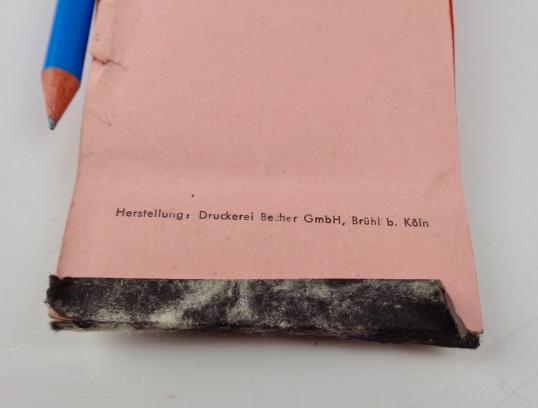 Herstellung: Druckerei Becher GmbH, Brühl b. Köln